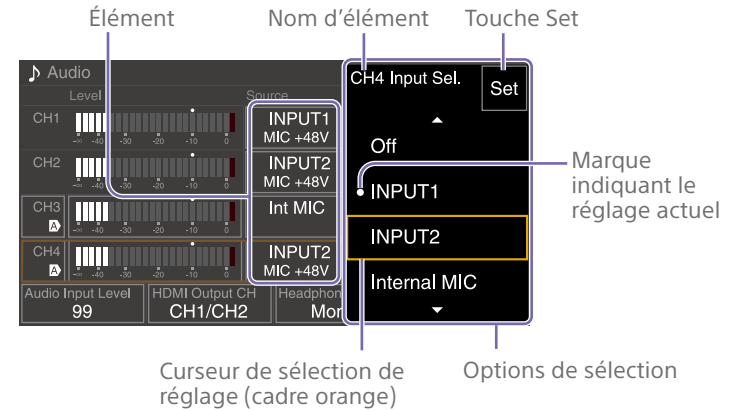 Élément
Nom d'élément
Touche Set
Audio
Level
Source
CH4 Input Sel.
Set
CH1
-∞ -40 -30 -20 -10 0
INPUT1
MIC +48V
CH2
-∞ -40 -30 -20 -10 0
INPUT2
MIC +48V
CH3
A
-∞ -40 -30 -20 -10 0
Int MIC
CH4
A
-∞ -40 -30 -20 -10 0
INPUT2
MIC +48V
Audio Input Level
99
HDMI Output CH
CH1/CH2
Headphon
Mor
Off
INPUT1
INPUT2
Internal MIC
Marque
indiquant le
réglage actuel
Curseur de sélection de
réglage (cadre orange)
Options de sélection